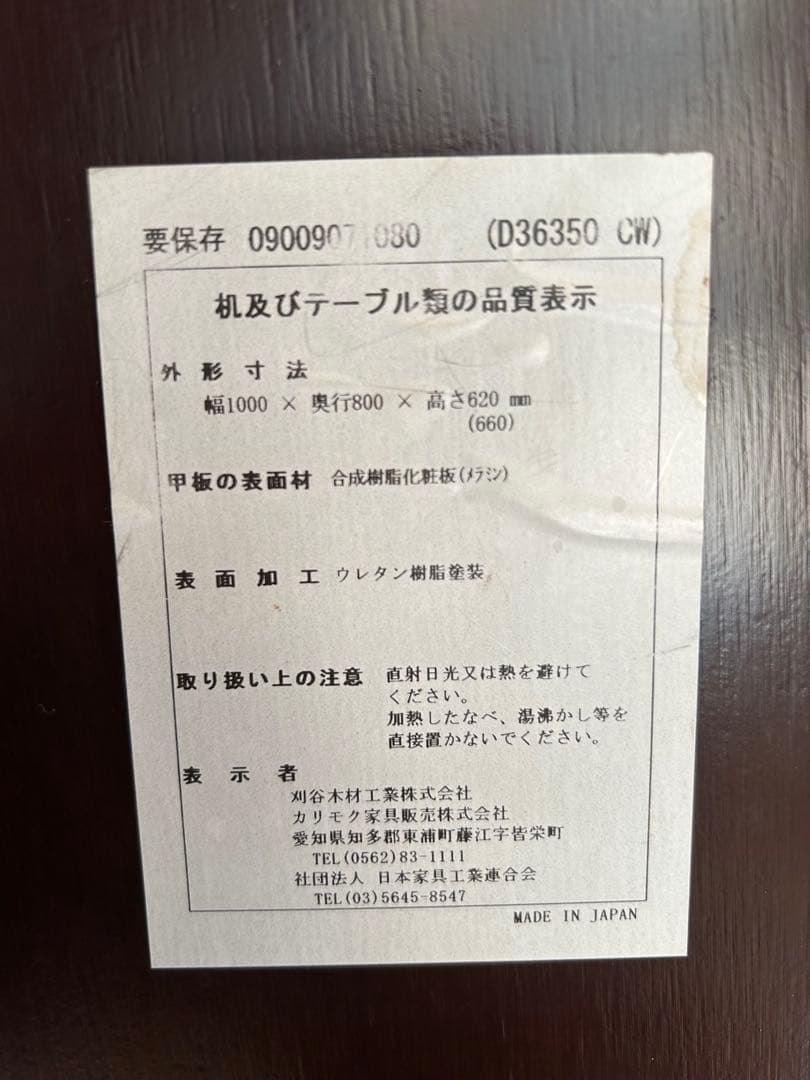 要保存 09009071080 (D36350 CW)
机及びテーブル類の品質表示
外形寸法
幅1000 × 奥行800 × 高さ620 mm
(660)
甲板の表面材 合成樹脂化粧板(ﾒﾗﾐﾝ)
表面加工 ウレタン樹脂塗装
取り扱い上の注意 直射日光又は熱を避けて
ください。
加熱したなべ、湯沸かし等を
直接置かないでください。
表示者
刈谷木材工業株式会社
カリモク家具販売株式会社
愛知県知多郡東浦町藤江字皆栄町
TEL(0562)83-1111
社団法人 日本家具工業連合会
TEL(03)5645-8547
MADE IN JAPAN